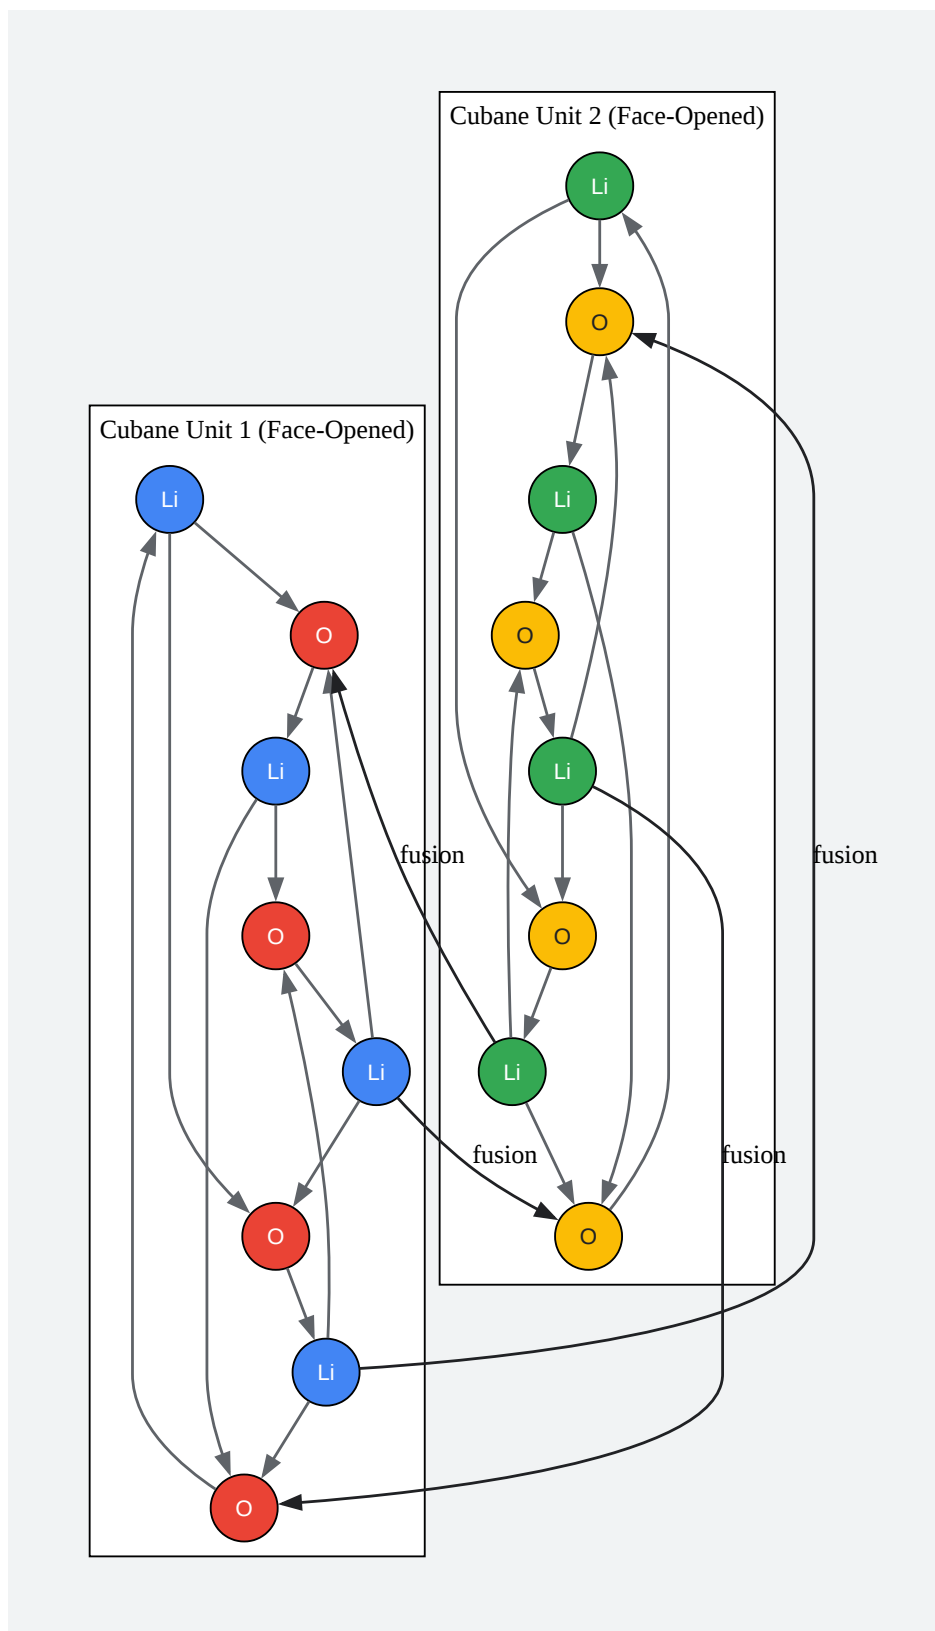 Cubane Unit 2 (Face-Opened)
Li
O
Cubane Unit 1 (Face-Opened)
Li
Li
O
O
Li
Li
fusion
fusion
O
O
Li
Li
fusion
fusion
O
O
Li
O